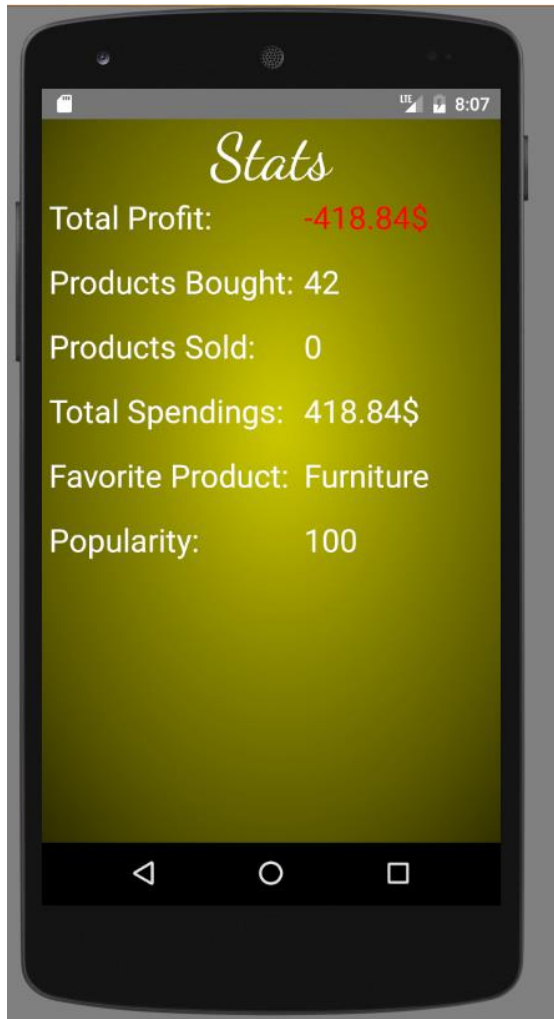 LTE 8:07
Stats
Total Profit: -418.84$
Products Bought: 42
Products Sold: 0
Total Spendings: 418.84$
Favorite Product: Furniture
Popularity: 100